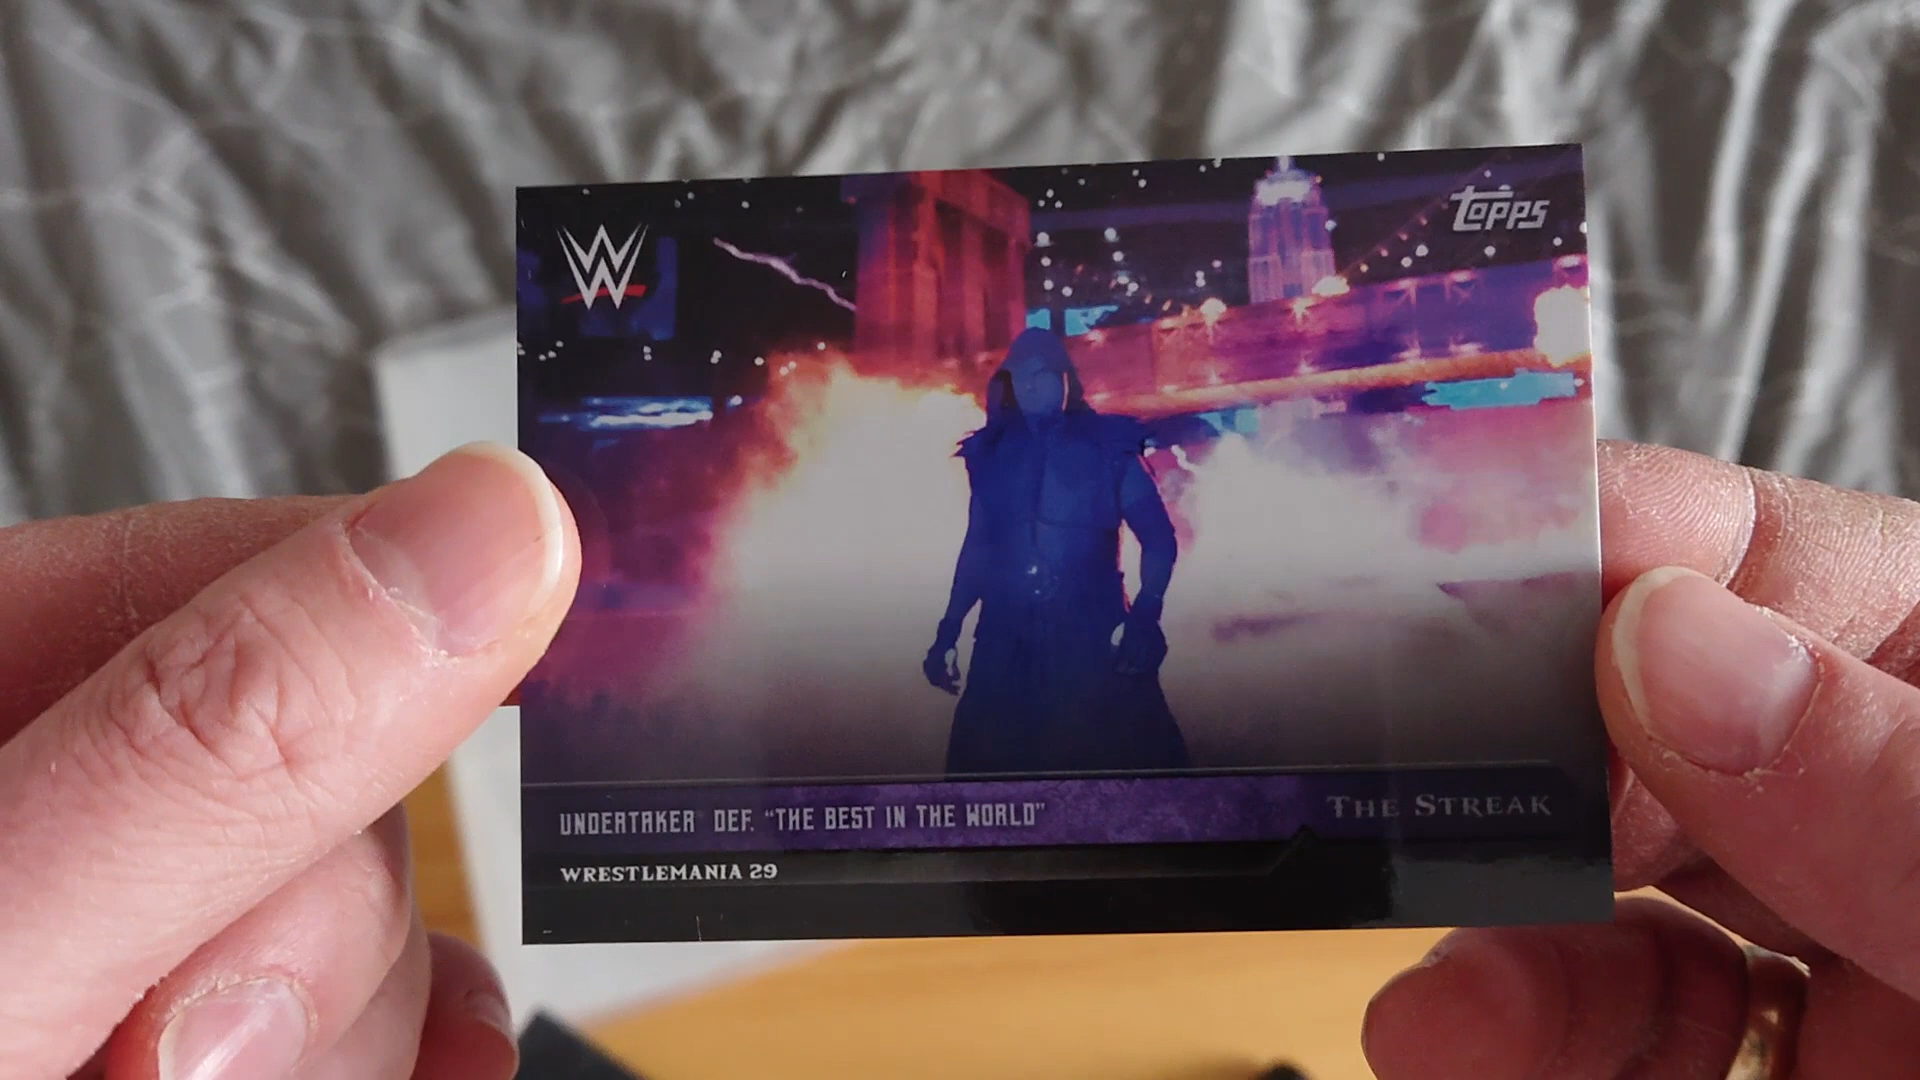 W
TOPPS
UNDERTAKER DEF. “THE BEST IN THE WORLD”
THE STREAK
WRESTLEMANIA 29